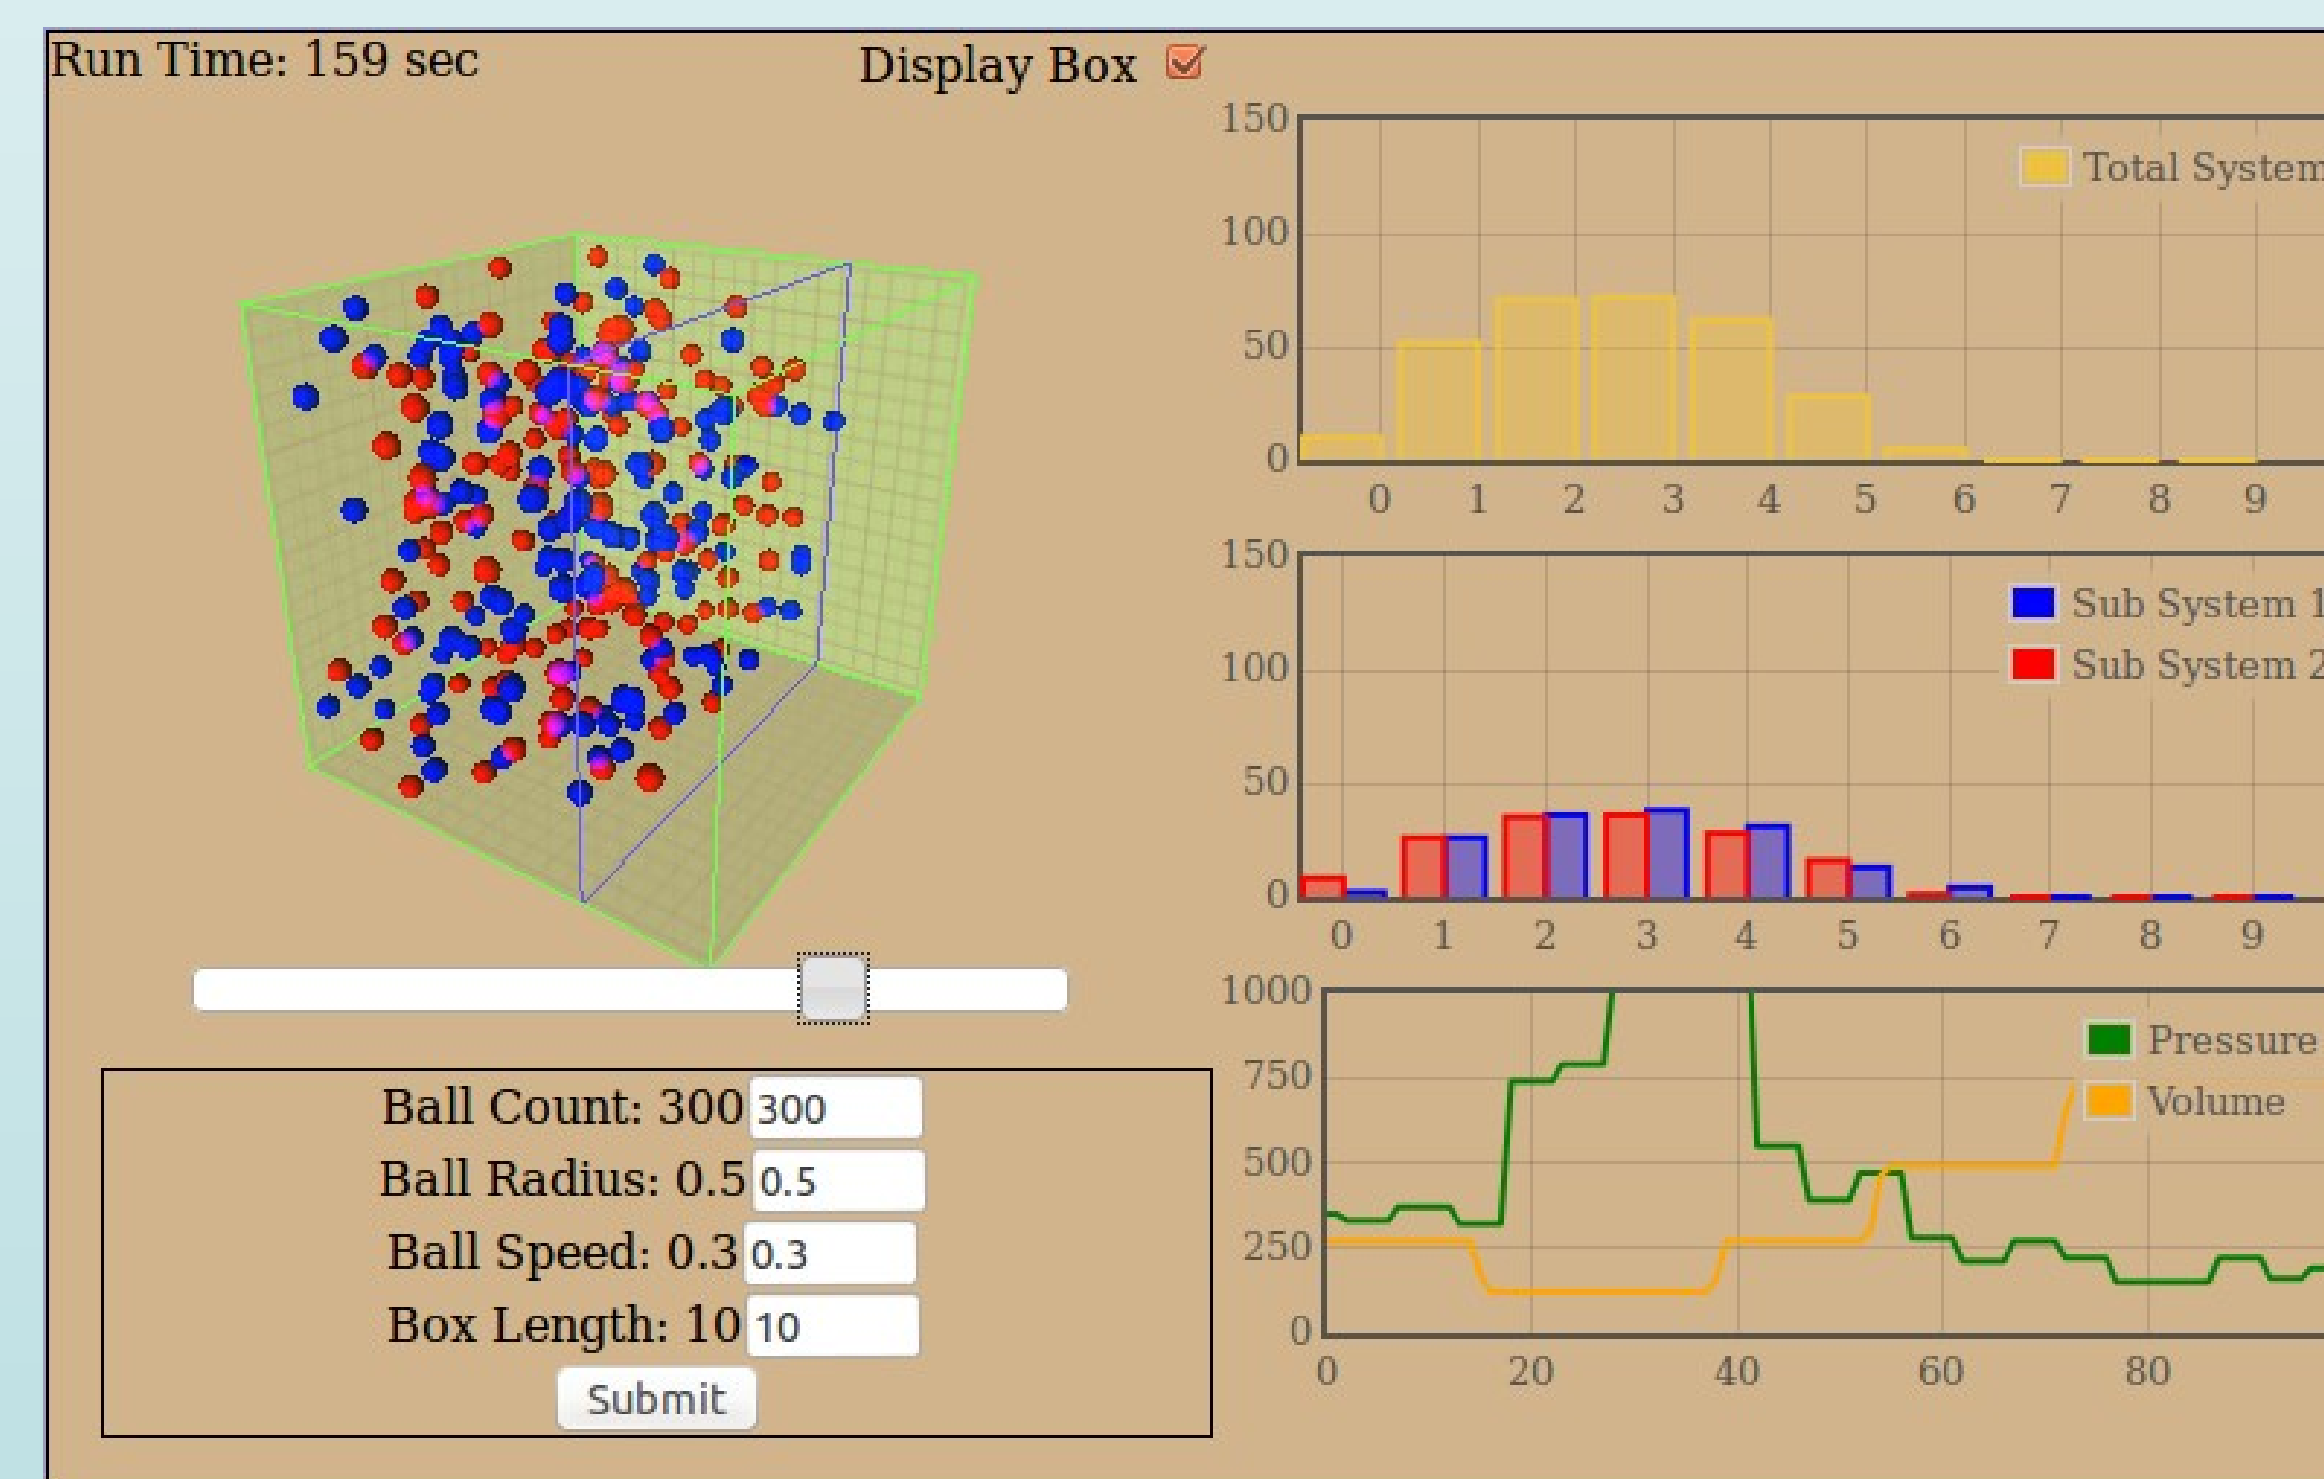 Run Time: 159 sec
Display Box
150
100
50
0
Total System
0 1 2 3 4 5 6 7 8 9
150
100
50
0
Sub System 1
Sub System 2
0 1 2 3 4 5 6 7 8 9
1000
750
500
250
0
Pressure
Volume
0 20 40 60 80
Ball Count: 300 300
Ball Radius: 0.5 0.5
Ball Speed: 0.3 0.3
Box Length: 10 10
Submit